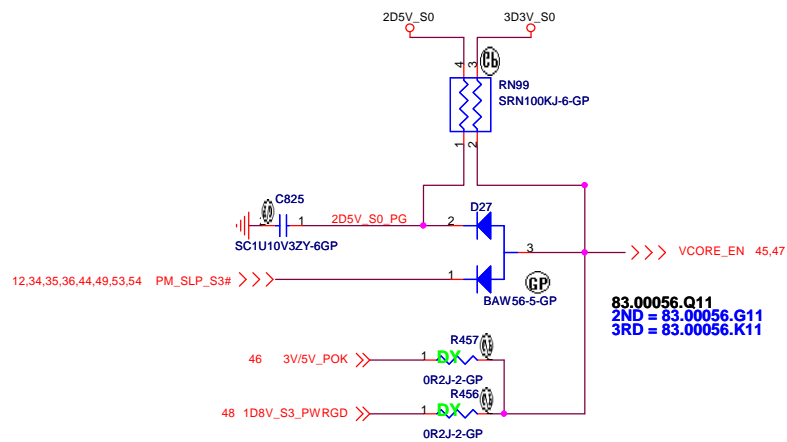 2D5V_S0 3D3V_S0
4 3
RN99
SRN100KJ-6-GP
1 2
C825
1 2D5V_S0_PG
SC1U10V3ZY-6GP
D27
2
3
VCORE_EN 45,47
12,34,35,36,44,49,53,54 PM_SLP_S3#
1
GP
BAW56-5-GP
83.00056.Q11
2ND = 83.00056.G11
3RD = 83.00056.K11
R457
46 3V/5V_POK 1 DY
0R2J-2-GP
R456
48 1D8V_S3_PWRGD 1 DY
0R2J-2-GP